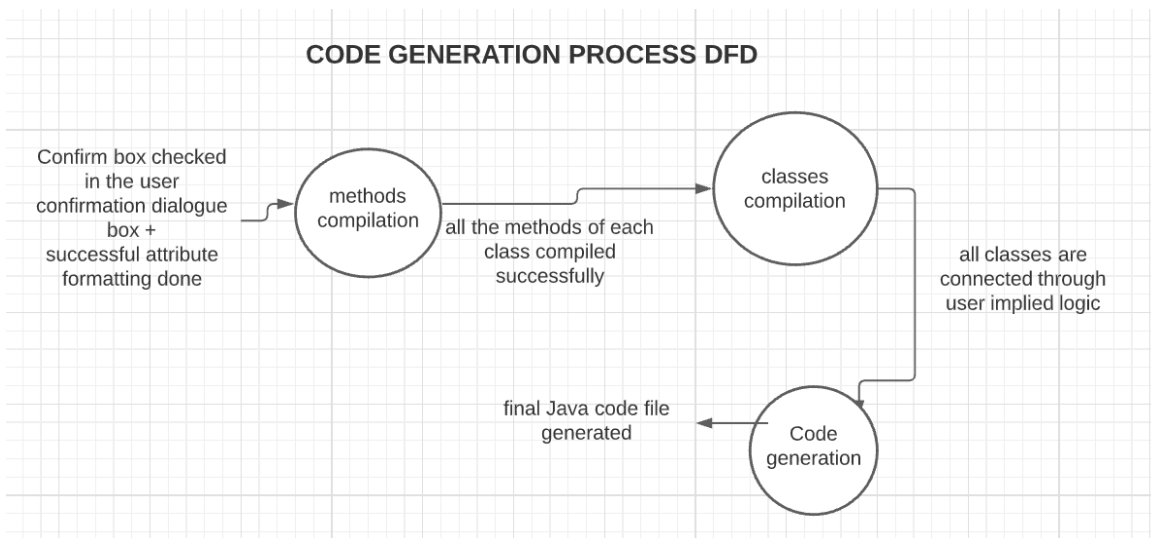 CODE GENERATION PROCESS DFD
Confirm box checked
in the user
confirmation dialogue
box +
successful attribute
formatting done
methods
compilation
all the methods of each
class compiled
successfully
classes
compilation
all classes are
connected through
user implied logic
Code
generation
final Java code file
generated